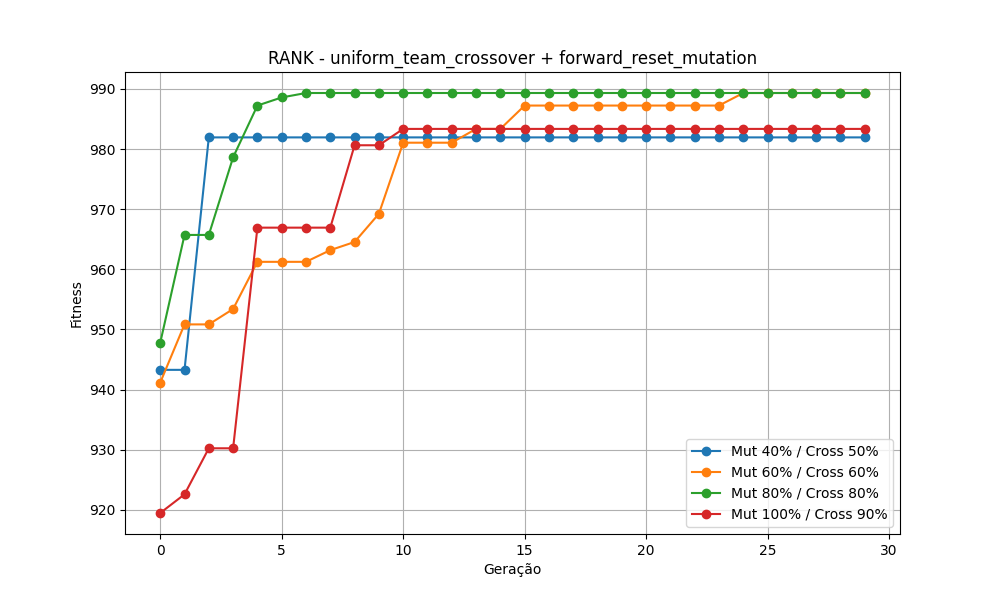 RANK - uniform_team_crossover + forward_reset_mutation
990
980
970
960
950
940
930
920
Fitness
0 5 10 15 20 25 30
Geração
Mut 40% / Cross 50%
Mut 60% / Cross 60%
Mut 80% / Cross 80%
Mut 100% / Cross 90%